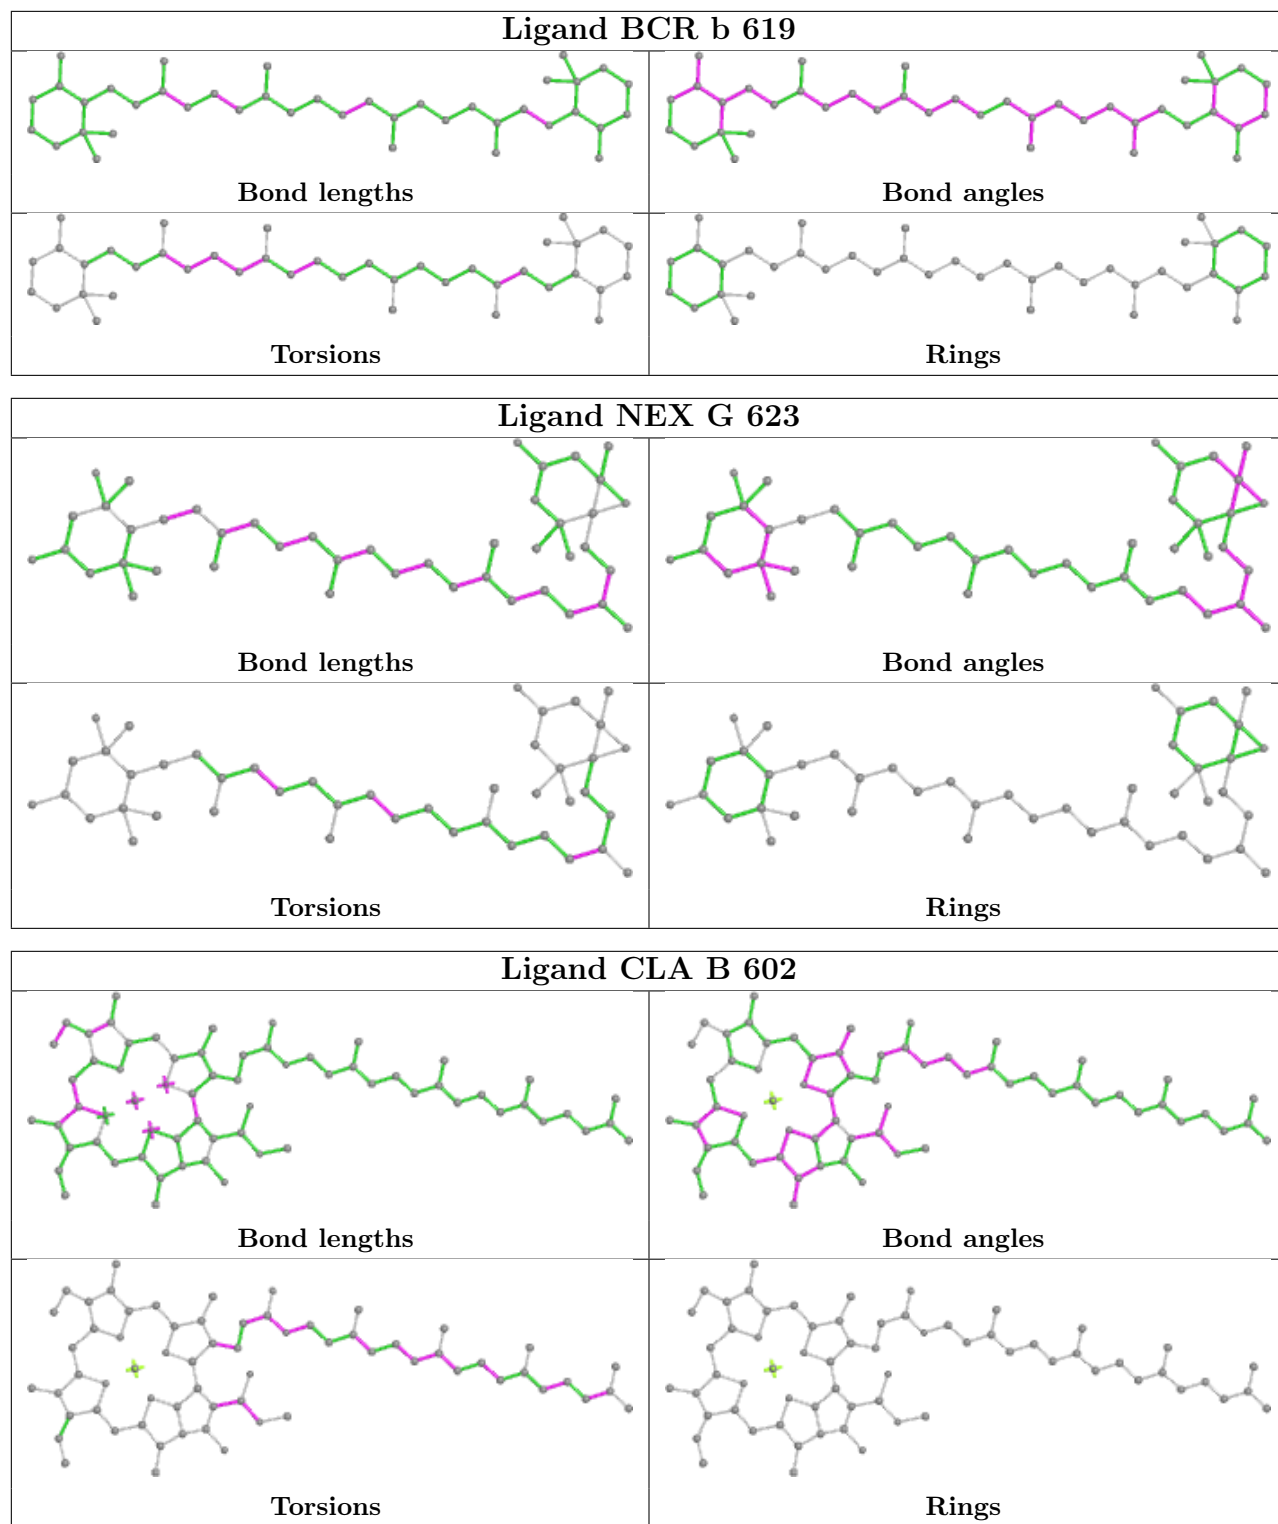 Ligand BCR b 619
Bond lengths
Bond angles
Torsions
Rings
Ligand NEX G 623
Bond lengths
Bond angles
Torsions
Rings
Ligand CLA B 602
Bond lengths
Bond angles
Torsions
Rings